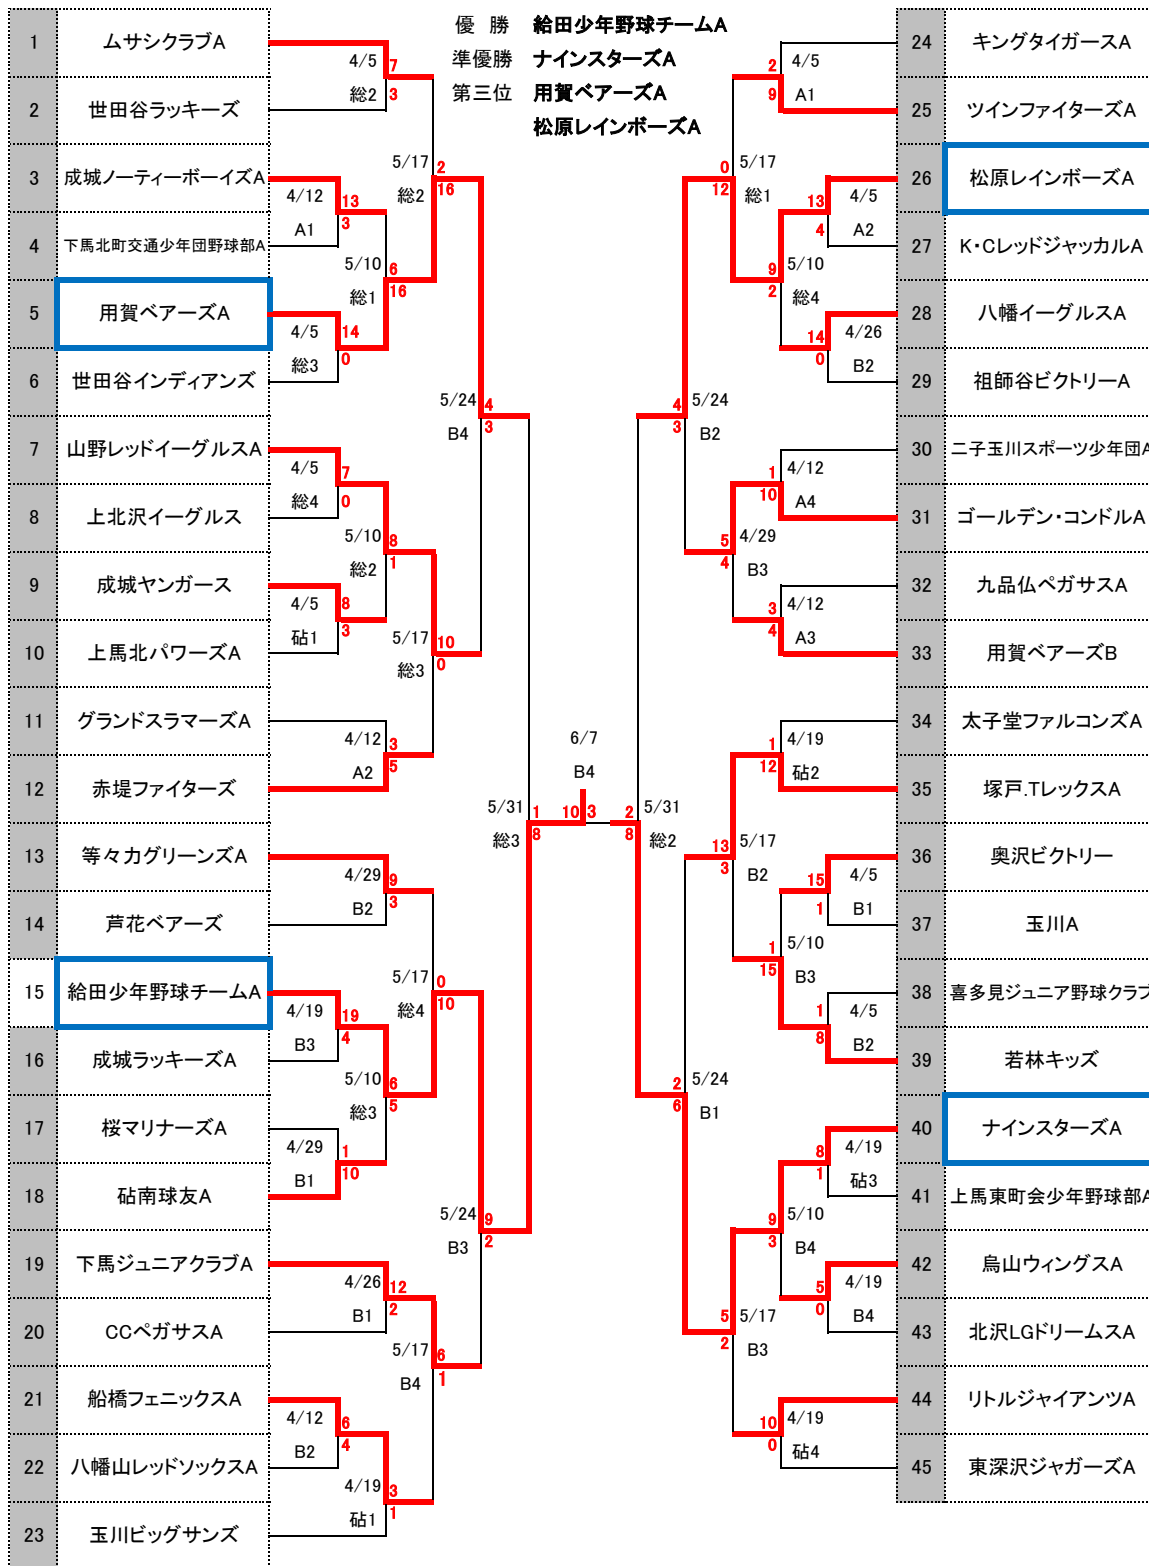 優 勝 給田少年野球チームA
準優勝 ナインスターズA
第三位 用賀ベアーズA
松原レインボーズA
1 ムサシクラブA
4/5 7
総2 3
2 世田谷ラッキーズ
5/17 2
総2 16
3 成城ノーティーボーイズA
4/12 13
A1 3
4 下馬北町交通少年団野球部A
5/10 6
総1 16
5 用賀ベアーズA
4/5 14
総3 0
6 世田谷インディアンズ
5/24 4
B4 3
7 山野レッドイーグルスA
4/5 7
総4 0
8 上北沢イーグルス
5/10 8
総2 1
9 成城ヤンガース
4/5 8
砧1 3
10 上馬北パワーズA
5/17 10
総3 0
11 グランドスラマーズA
4/12 3
A2 5
12 赤堤ファイターズ
5/31 1
総3 8
13 等々力グリーンズA
4/29 9
B2 3
14 芦花ベアーズ
5/17 0
総4 10
15 給田少年野球チームA
4/19 19
B3 4
16 成城ラッキーズA
5/10 6
総3 5
17 桜マリナーズA
4/29 1
B1 10
18 砧南球友A
5/24 9
B3 2
19 下馬ジュニアクラブA
4/26 12
B1 2
20 CCペガサスA
5/17 6
B4 1
21 船橋フェニックスA
4/12 6
B2 4
22 八幡山レッドソックスA
4/19 3
砧1 1
23 玉川ビッグサンズ
6/7
B4
10 3
24 キングタイガースA
2 4/5
9 A1
25 ツインファイターズA
0 5/17
12 総1
26 松原レインボーズA
13 4/5
4 A2
27 K・CレッドジャッカルA
9 5/10
2 総4
28 八幡イーグルスA
14 4/26
0 B2
29 祖師谷ビクトリーA
4 5/24
3 B2
30 二子玉川スポーツ少年団A
1 4/12
10 A4
31 ゴールデン・コンドルA
5 4/29
4 B3
32 九品仏ペガサスA
3 4/12
4 A3
33 用賀ベアーズB
34 太子堂ファルコンズA
1 4/19
12 砧2
35 塚戸.TレックスA
2 5/31
8 総2
13 5/17
3 B2
36 奥沢ビクトリー
15 4/5
1 B1
37 玉川A
1 5/10
15 B3
38 喜多見ジュニア野球クラブ
1 4/5
8 B2
39 若林キッズ
2 5/24
6 B1
40 ナインスターズA
8 4/19
1 砧3
41 上馬東町会少年野球部A
9 5/10
3 B4
42 烏山ウィングスA
5 4/19
0 B4
43 北沢LGドリームスA
5 5/17
2 B3
44 リトルジャイアンツA
10 4/19
0 砧4
45 東深沢ジャガーズA